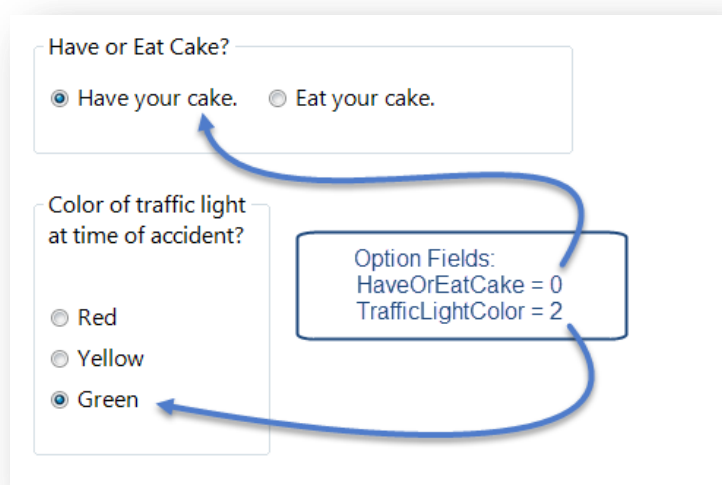 Have or Eat Cake?
Have your cake. Eat your cake.
Color of traffic light
at time of accident?
Option Fields:
HaveOrEatCake = 0
TrafficLightColor = 2
Red
Yellow
Green